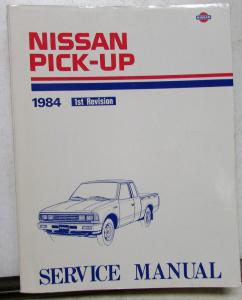 NISSAN
PICK-UP
1984 1st Revision
SERVICE MANUAL